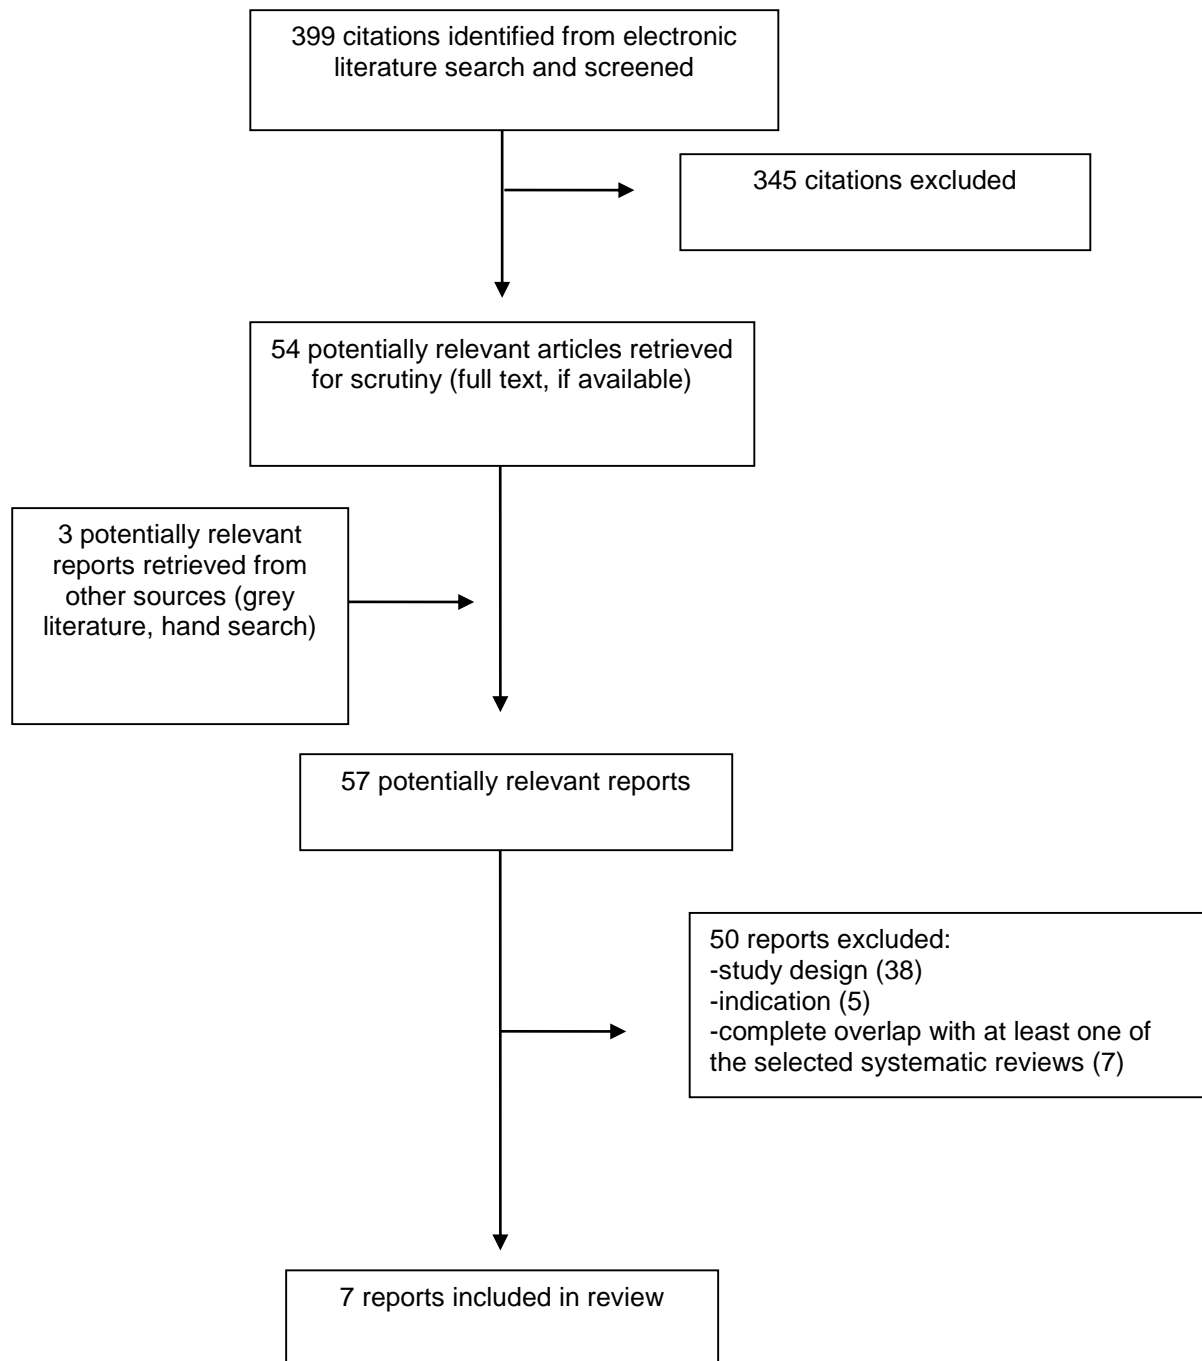 399 citations identified from electronic
literature search and screened
345 citations excluded
54 potentially relevant articles retrieved
for scrutiny (full text, if available)
3 potentially relevant
reports retrieved from
other sources (grey
literature, hand search)
57 potentially relevant reports
50 reports excluded:
-study design (38)
-indication (5)
-complete overlap with at least one of
the selected systematic reviews (7)
7 reports included in review